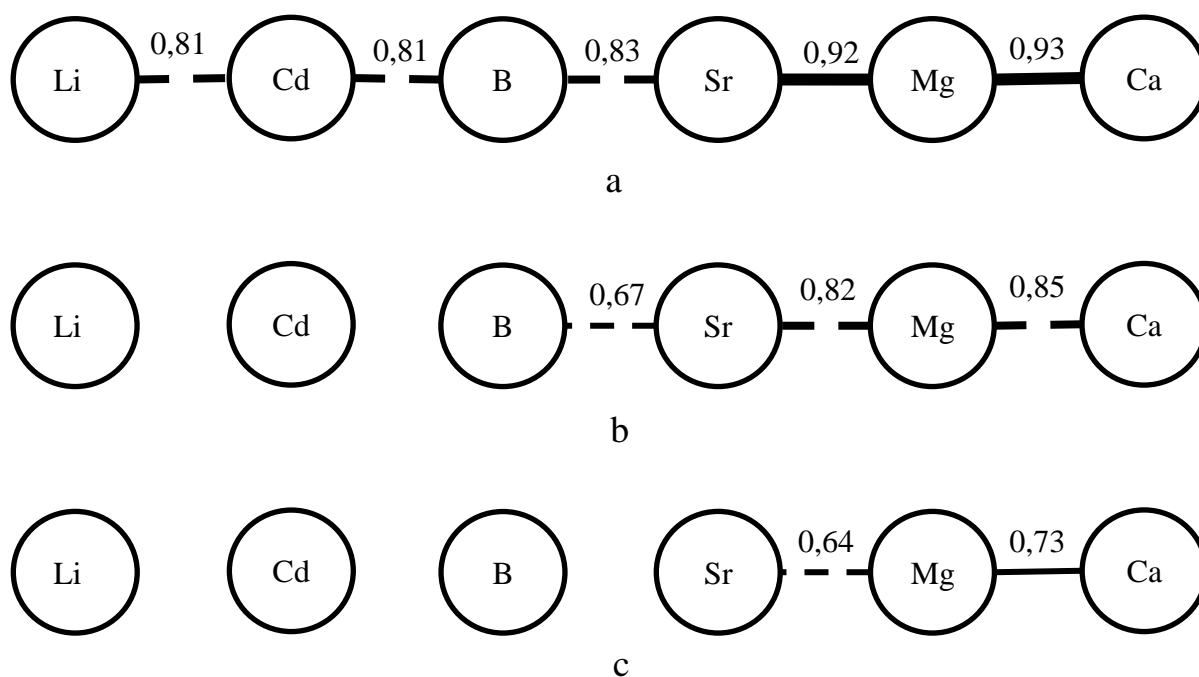 0,81 0,81 0,83 0,92 0,93
Li Cd B Sr Mg Ca
a
0,67 0,82 0,85
Li Cd B Sr Mg Ca
b
0,64 0,73
Li Cd B Sr Mg Ca
c